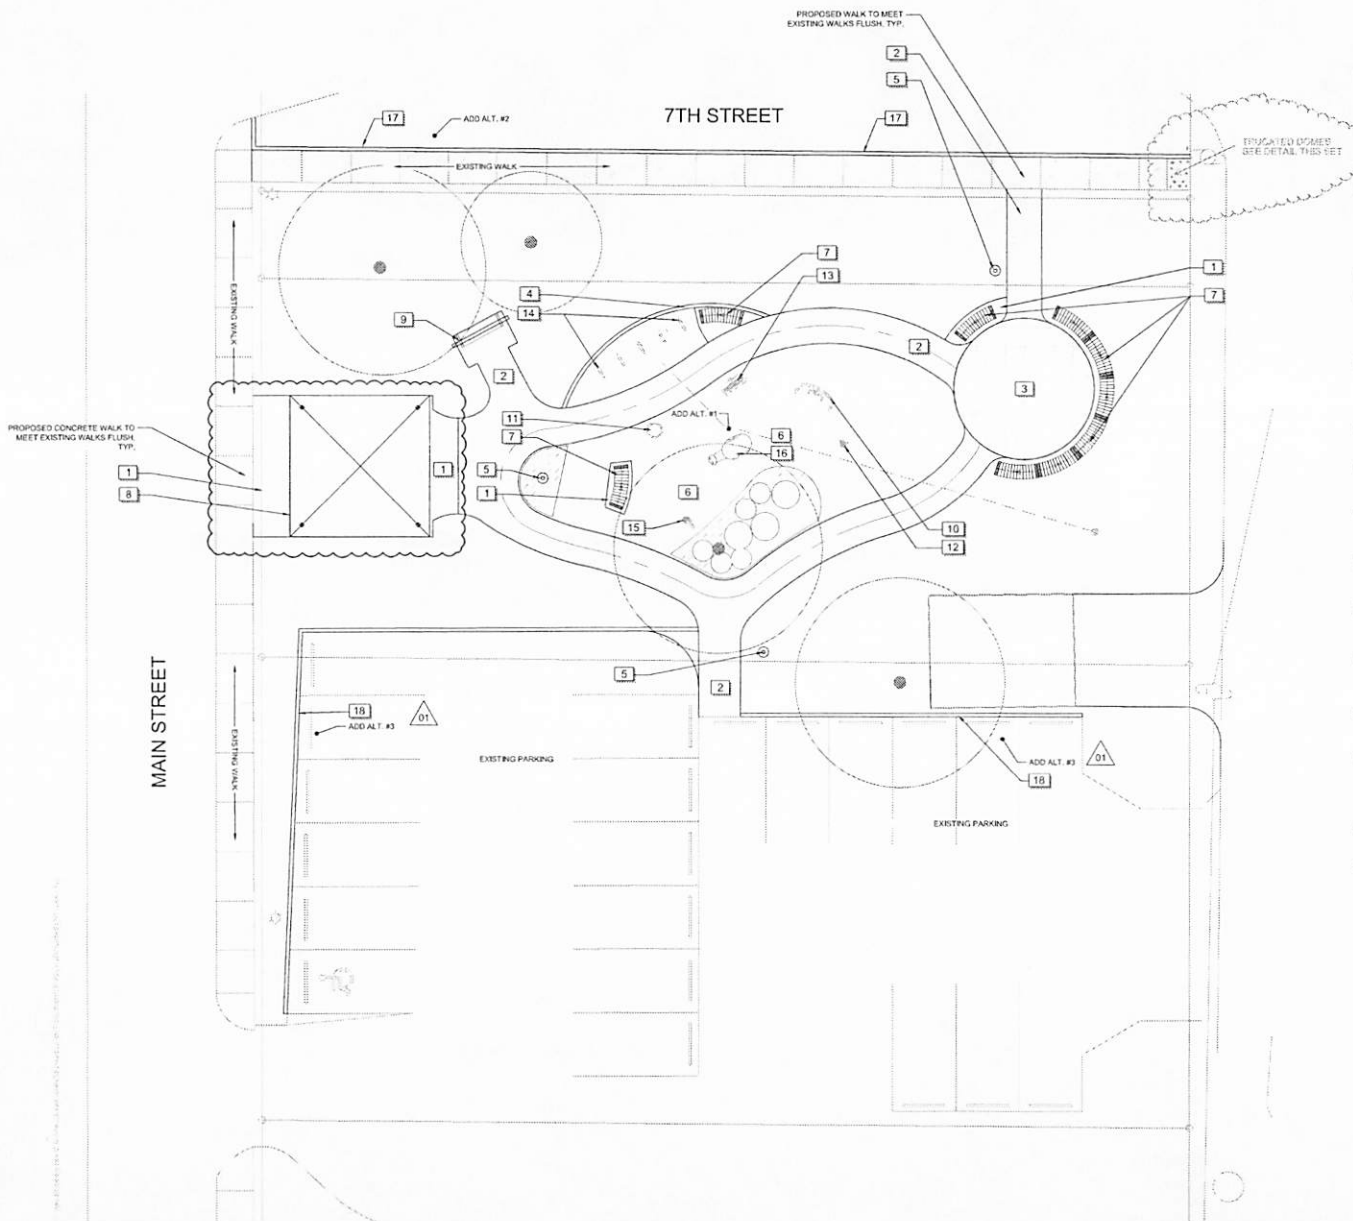 PROPOSED WALK TO MEET
EXISTING WALKS FLUSH, TYP.
2
5
7TH STREET
17
ADD ALT. #2
17
TRUCATED DOMES
SEE DETAIL THIS SET
EXISTING WALK
EXISTING WALK
7
13
4
14
1
7
9
2
2
3
PROPOSED CONCRETE WALK TO
MEET EXISTING WALKS FLUSH,
TYP.
1
8
1
11
7
5
1
ADD ALT. #1
6
16
6
15
10
12
MAIN STREET
EXISTING WALK
5
2
18
ADD ALT. #3
01
EXISTING PARKING
ADD ALT. #3
01
18
EXISTING PARKING